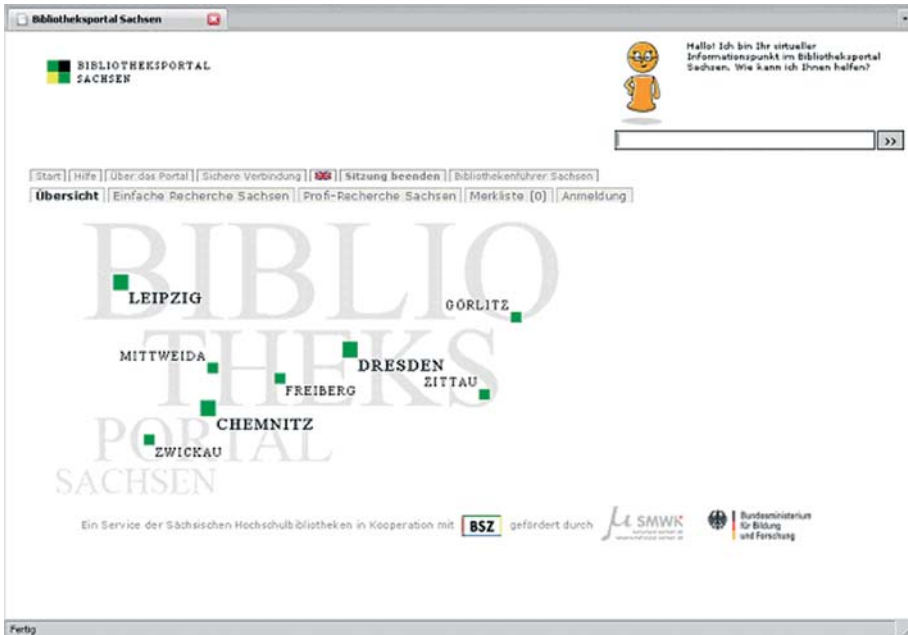 Bibliotheksportal Sachsen
BIBLIOTHEKSPORTAL
SACHSEN
Hallo! Ich bin Ihr virtueller
Informationspunkt im Bibliotheksportal
Sachsen. Wie kann ich Ihnen helfen?
>>
Start Hilfe Über das Portal Sichere Verbindung Sitzung beenden Bibliothekenführer Sachsen
Übersicht Einfache Recherche Sachsen Profi-Recherche Sachsen Merkliste (0) Anmeldung
BIBLIO
THEKS
PORTAL
SACHSEN
LEIPZIG
GÖRLITZ
MITTWEIDA
DRESDEN
FREIBERG
ZITTAU
CHEMNITZ
ZWICKAU
Ein Service der Sächsischen Hochschulbibliotheken in Kooperation mit BSZ gefördert durch
SMWK
Bundesministerium
für Bildung
und Forschung
Fertig